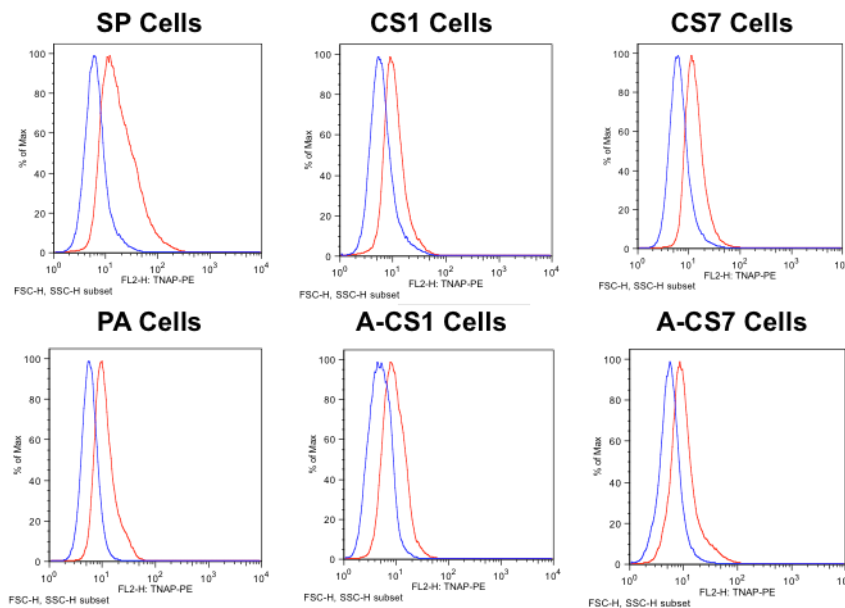 SP Cells
100
80
60
40
20
0
% of Max
10^0 10^1 10^2 10^3 10^4
FL2-H: TNAP-PE
FSC-H, SSC-H subset
CS1 Cells
100
80
60
40
20
0
% of Max
10^0 10^1 10^2 10^3 10^4
FL2-H: TNAP-PE
FSC-H, SSC-H subset
CS7 Cells
100
80
60
40
20
0
% of Max
10^0 10^1 10^2 10^3 10^4
FL2-H: TNAP-PE
FSC-H, SSC-H subset
PA Cells
100
80
60
40
20
0
% of Max
10^0 10^1 10^2 10^3 10^4
FL2-H: TNAP-PE
FSC-H, SSC-H subset
A-CS1 Cells
100
80
60
40
20
0
% of Max
10^0 10^1 10^2 10^3 10^4
FL2-H: TNAP-PE
FSC-H, SSC-H subset
A-CS7 Cells
100
80
60
40
20
0
% of Max
10^0 10^1 10^2 10^3 10^4
FL2-H: TNAP-PE
FSC-H, SSC-H subset